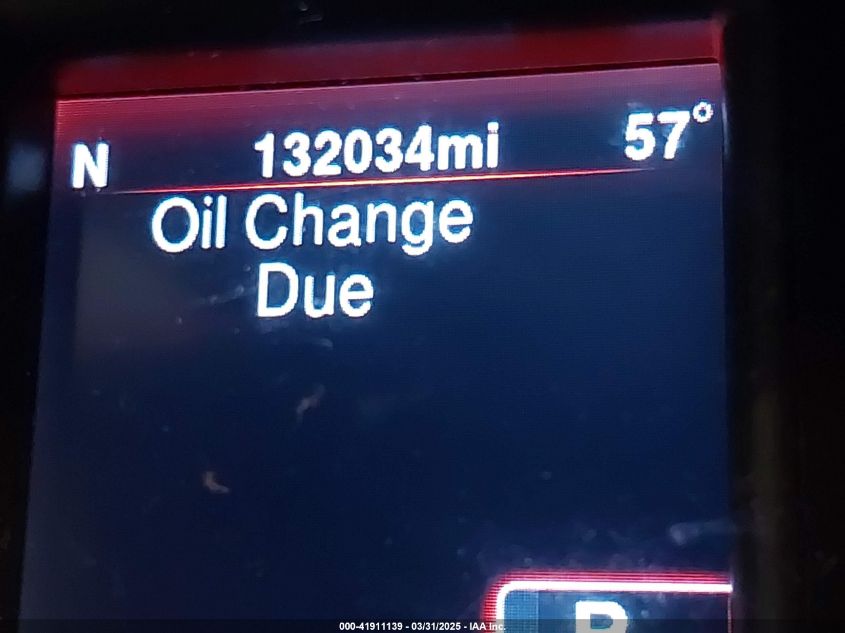 N 132034mi 57°
Oil Change
Due
000-41911139 - 03/31/2025 - IAA Inc.